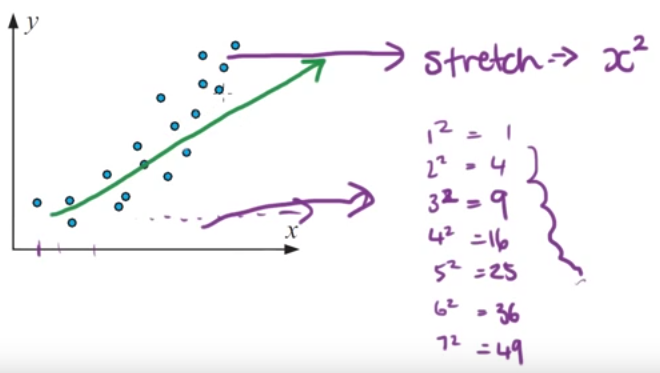 y
stretch → x²
1² = 1
2² = 4
3² = 9
4² = 16
5² = 25
6² = 36
7² = 49
x